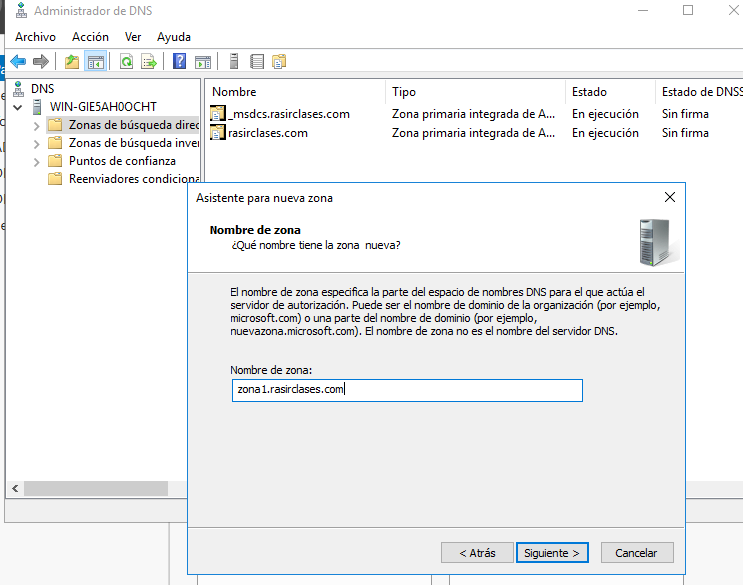 Administrador de DNS
Archivo Acción Ver Ayuda
DNS
WIN-GIE5AH0OCHT
Zonas de búsqueda direc
Zonas de búsqueda inver
Puntos de confianza
Reenviadores condiciona
Nombre Tipo Estado Estado de DNSS
_msdcs.rasirclases.com Zona primaria integrada de A... En ejecución Sin firma
rasirclases.com Zona primaria integrada de A... En ejecución Sin firma
Asistente para nueva zona
Nombre de zona
¿Qué nombre tiene la zona nueva?
El nombre de zona especifica la parte del espacio de nombres DNS para el que actúa el
servidor de autorización. Puede ser el nombre de dominio de la organización (por ejemplo,
microsoft.com) o una parte del nombre de dominio (por ejemplo,
nuevazona.microsoft.com). El nombre de zona no es el nombre del servidor DNS.
Nombre de zona:
zona1.rasirclases.com
< Atrás Siguiente > Cancelar